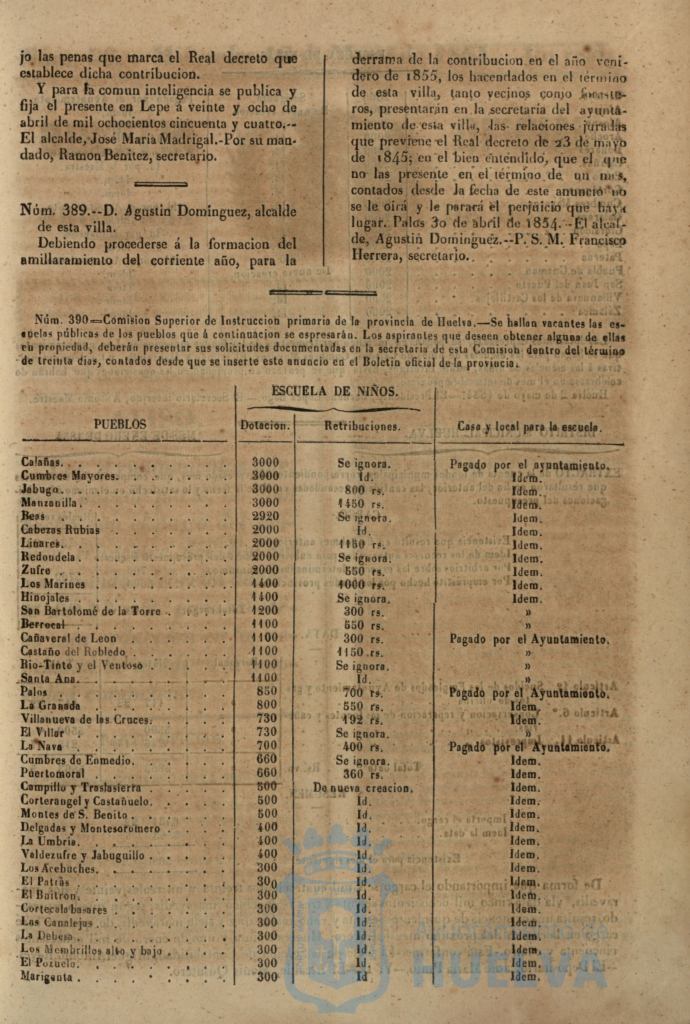 jo las penas que marca el Real decreto que
establece dicha contribucion.
Y para la comun inteligencia se publica y
fija el presente en Lepe á veinte y ocho de
abril de mil ochocientos cincuenta y cuatro.--
El alcalde, José María Madrigal.-Por su man-
dado, Ramon Benitez, secretario.
Núm. 389.--D. Agustin Domínguez, alcalde
de esta villa.
Debiendo procederse á la formacion del
amillaramiento del corriente año, para la
derrama de la contribucion en el año veni-
dero de 1855, los hacendados en el término
de esta villa, tanto vecinos como foraste-
ros, presentarán en la secretaría del ayunta-
miento de esta villa, las relaciones juradas
que previene el Real decreto de 23 de mayo
de 1845; en el bien entendido, que el que
no las presente en el término de un mes,
contados desde la fecha de este anuncio no
se le oirá y le parará el perjuicio que haya
lugar. Palos 30 de abril de 1854.--El alcal-
de, Agustin Dominguez.--P. S. M. Francisco
Herrera, secretario.
Núm. 390=Comision Superior de Instruccion primaria de la provincia de Huelva.—Se hallan vacantes las es-
cuelas públicas de los pueblos que á continuacion se espresarán. Los aspirantes que deseen obtener alguna de ellas
en propiedad, deberán presentar sus solicitudes documentadas en la secretaria de esta Comision dentro del término
de treinta dias, contados desde que se inserte este anuncio en el Boletin oficial de la provincia.
ESCUELA DE NIÑOS.
PUEBLOS Dotacion. Retribuciones. Casa y local para la escuela.
Calañas. 3000 Se ignora. Pagado por el ayuntamiento.
Cumbres Mayores. 3000 Id. Idem.
Jabugo. 3000 800 rs. Idem.
Manzanilla. 3000 1450 rs. Idem.
Beas 2920 Se ignora. Idem.
Cabezas Rubias 2000 Id. Idem.
Linares. 2000 1150 rs. Idem.
Redondela. 2000 Se ignora. Idem.
Zufre 2000 550 rs. Idem.
Los Marines 1400 1000 rs. Idem.
Hinojales 1400 Se ignora. Idem.
San Bartolomé de la Torre 1200 300 rs. »
Berrocal 1100 550 rs. »
Cañaveral de Leon 1100 300 rs. Pagado por el Ayuntamiento.
Castaño del Robledo. 1100 1150 rs. »
Rio-Tinto y el Ventoso 1100 Se ignora. »
Santa Ana. 1100 Id. »
Palos 850 700 rs. Pagado por el Ayuntamiento.
La Granada 800 550 rs. Idem.
Villanueva de las Cruces. 730 192 rs. Idem.
El Villar 730 Se ignora. »
La Nava 700 400 rs. Pagado por el Ayuntamiento.
Cumbres de Enmedio. 660 Se ignora. Idem.
Puertomoral 660 360 rs. Idem.
Campillo y Traslasierra 500 De nueva creacion. Idem.
Corterangel y Castañuelo. 500 Id. Idem.
Montes de S. Benito 500 Id. Idem.
Delgadas y Montesoromero 400 Id. Idem.
La Umbria. 400 Id. Idem.
Valdezufre y Jabuguillo 400 Id. Idem.
Los Acebuches. 300 Id. Idem.
El Patrás 300 Id. Idem.
El Buitron. 300 Id. Idem.
Cortecalabasares 300 Id. Idem.
Las Canalejas 300 Id. Idem.
La Dehesa 300 Id. Idem.
Los Membrillos alto y bajo 300 Id. Idem.
El Pozuelo. 300 Id. Idem.
Marigenta 300 Id Idem.
HUELVA